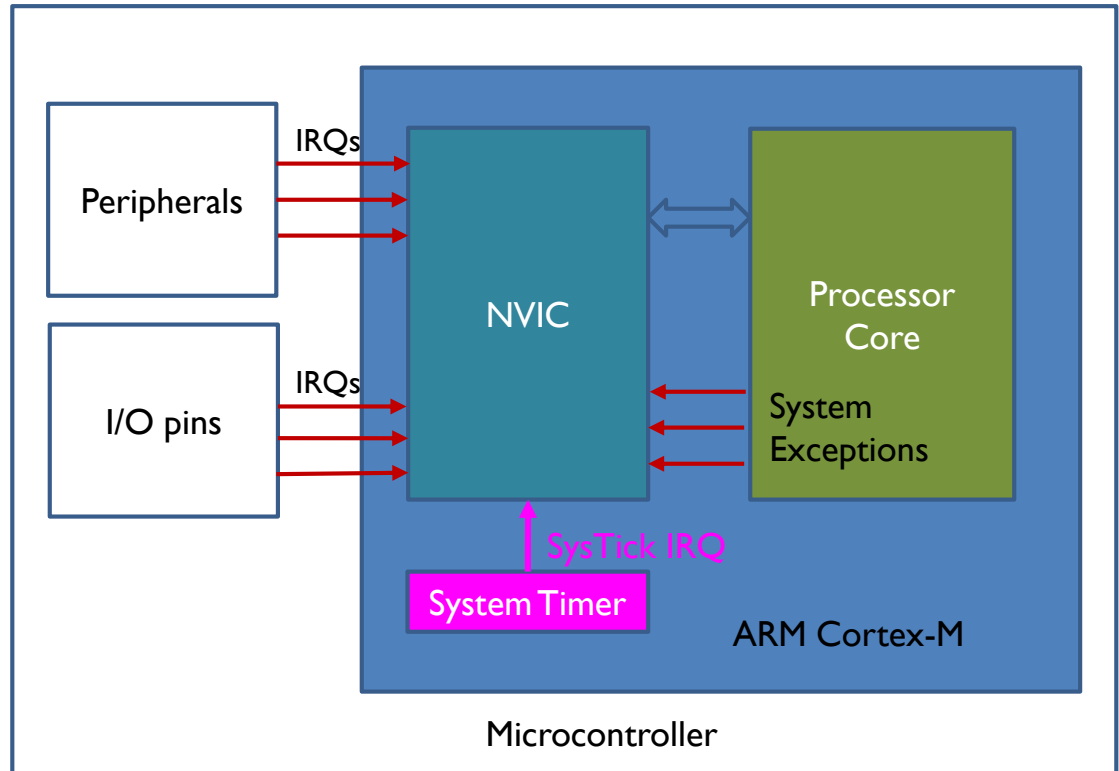 IRQs
Peripherals
NVIC
Processor
Core
IRQs
I/O pins
System
Exceptions
SysTick IRQ
System Timer
ARM Cortex-M
Microcontroller